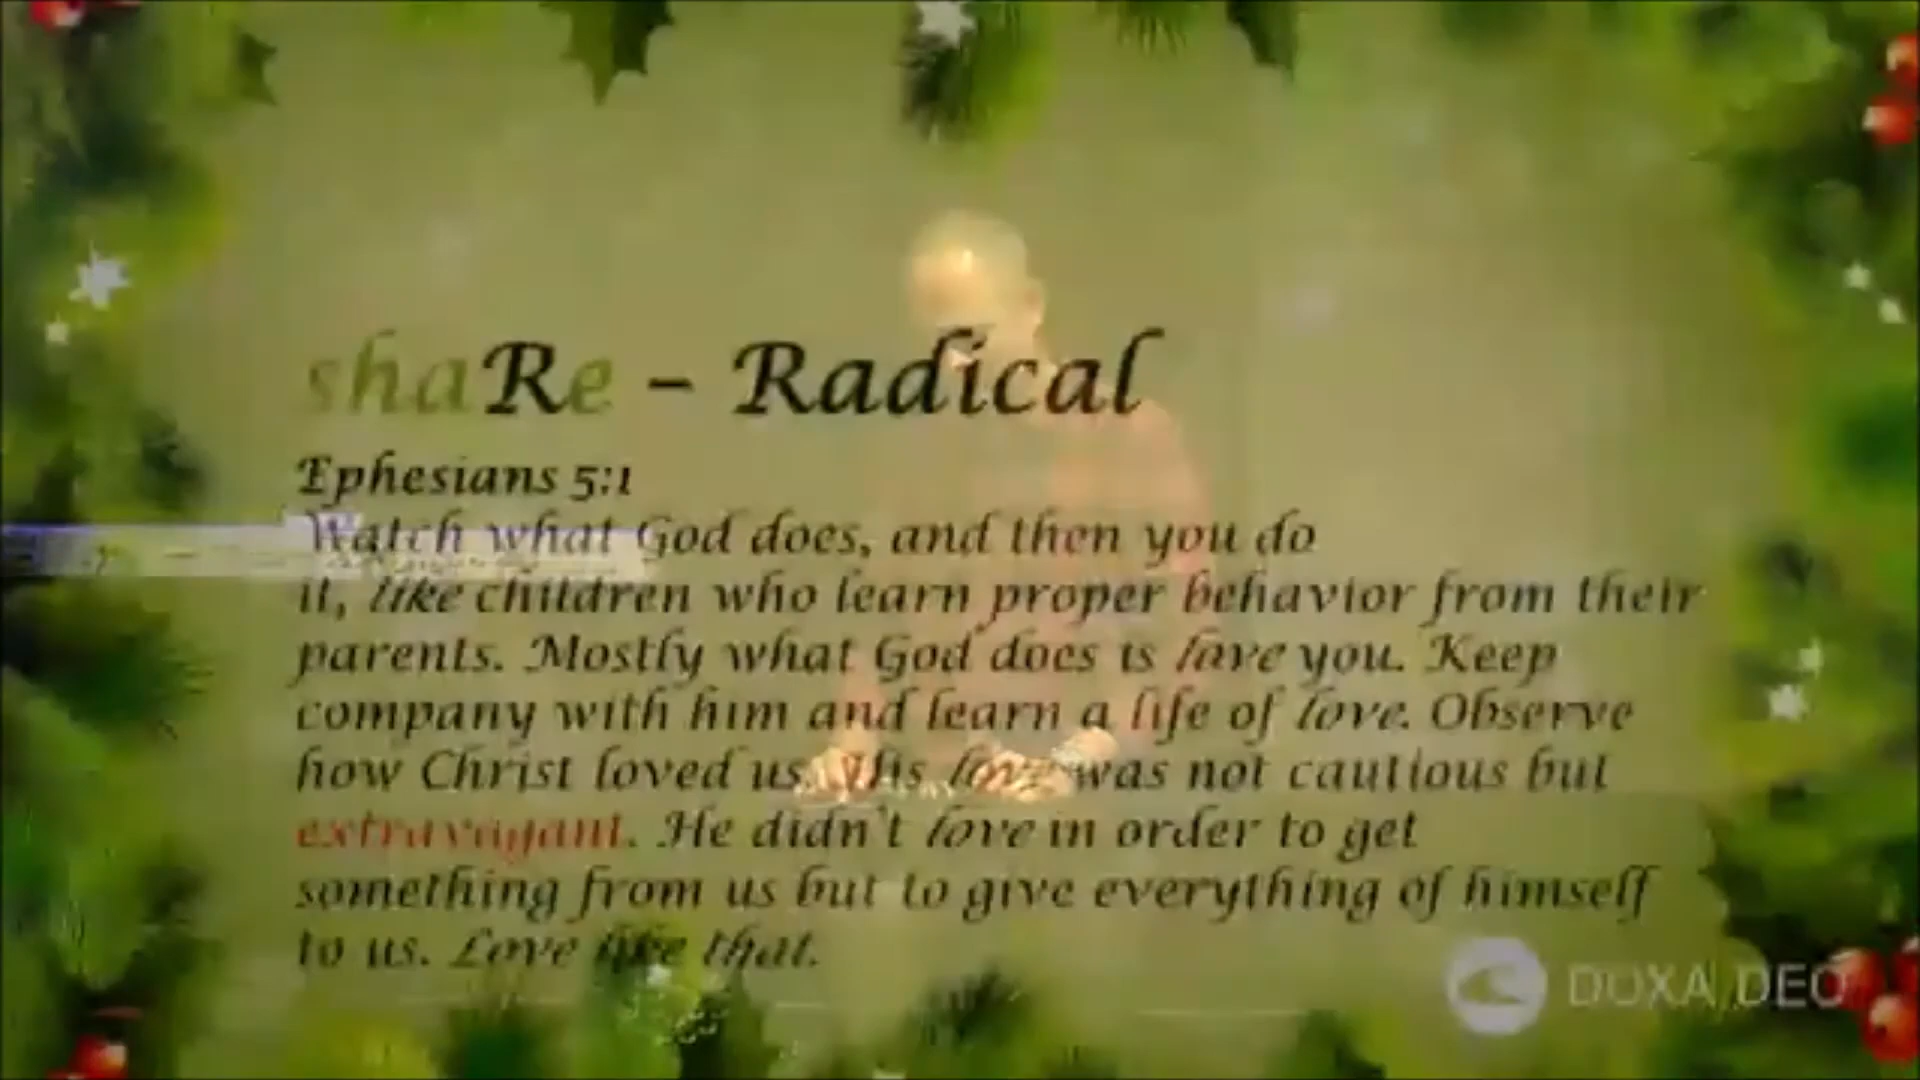 shaRe – Radical
Ephesians 5:1
Watch what God does, and then you do
it, like children who learn proper behavior from their
parents. Mostly what God does is love you. Keep
company with him and learn a life of love. Observe
how Christ loved us. His love was not cautious but
extravagant. He didn't love in order to get
something from us but to give everything of himself
to us. Love like that.
DOXA DEO